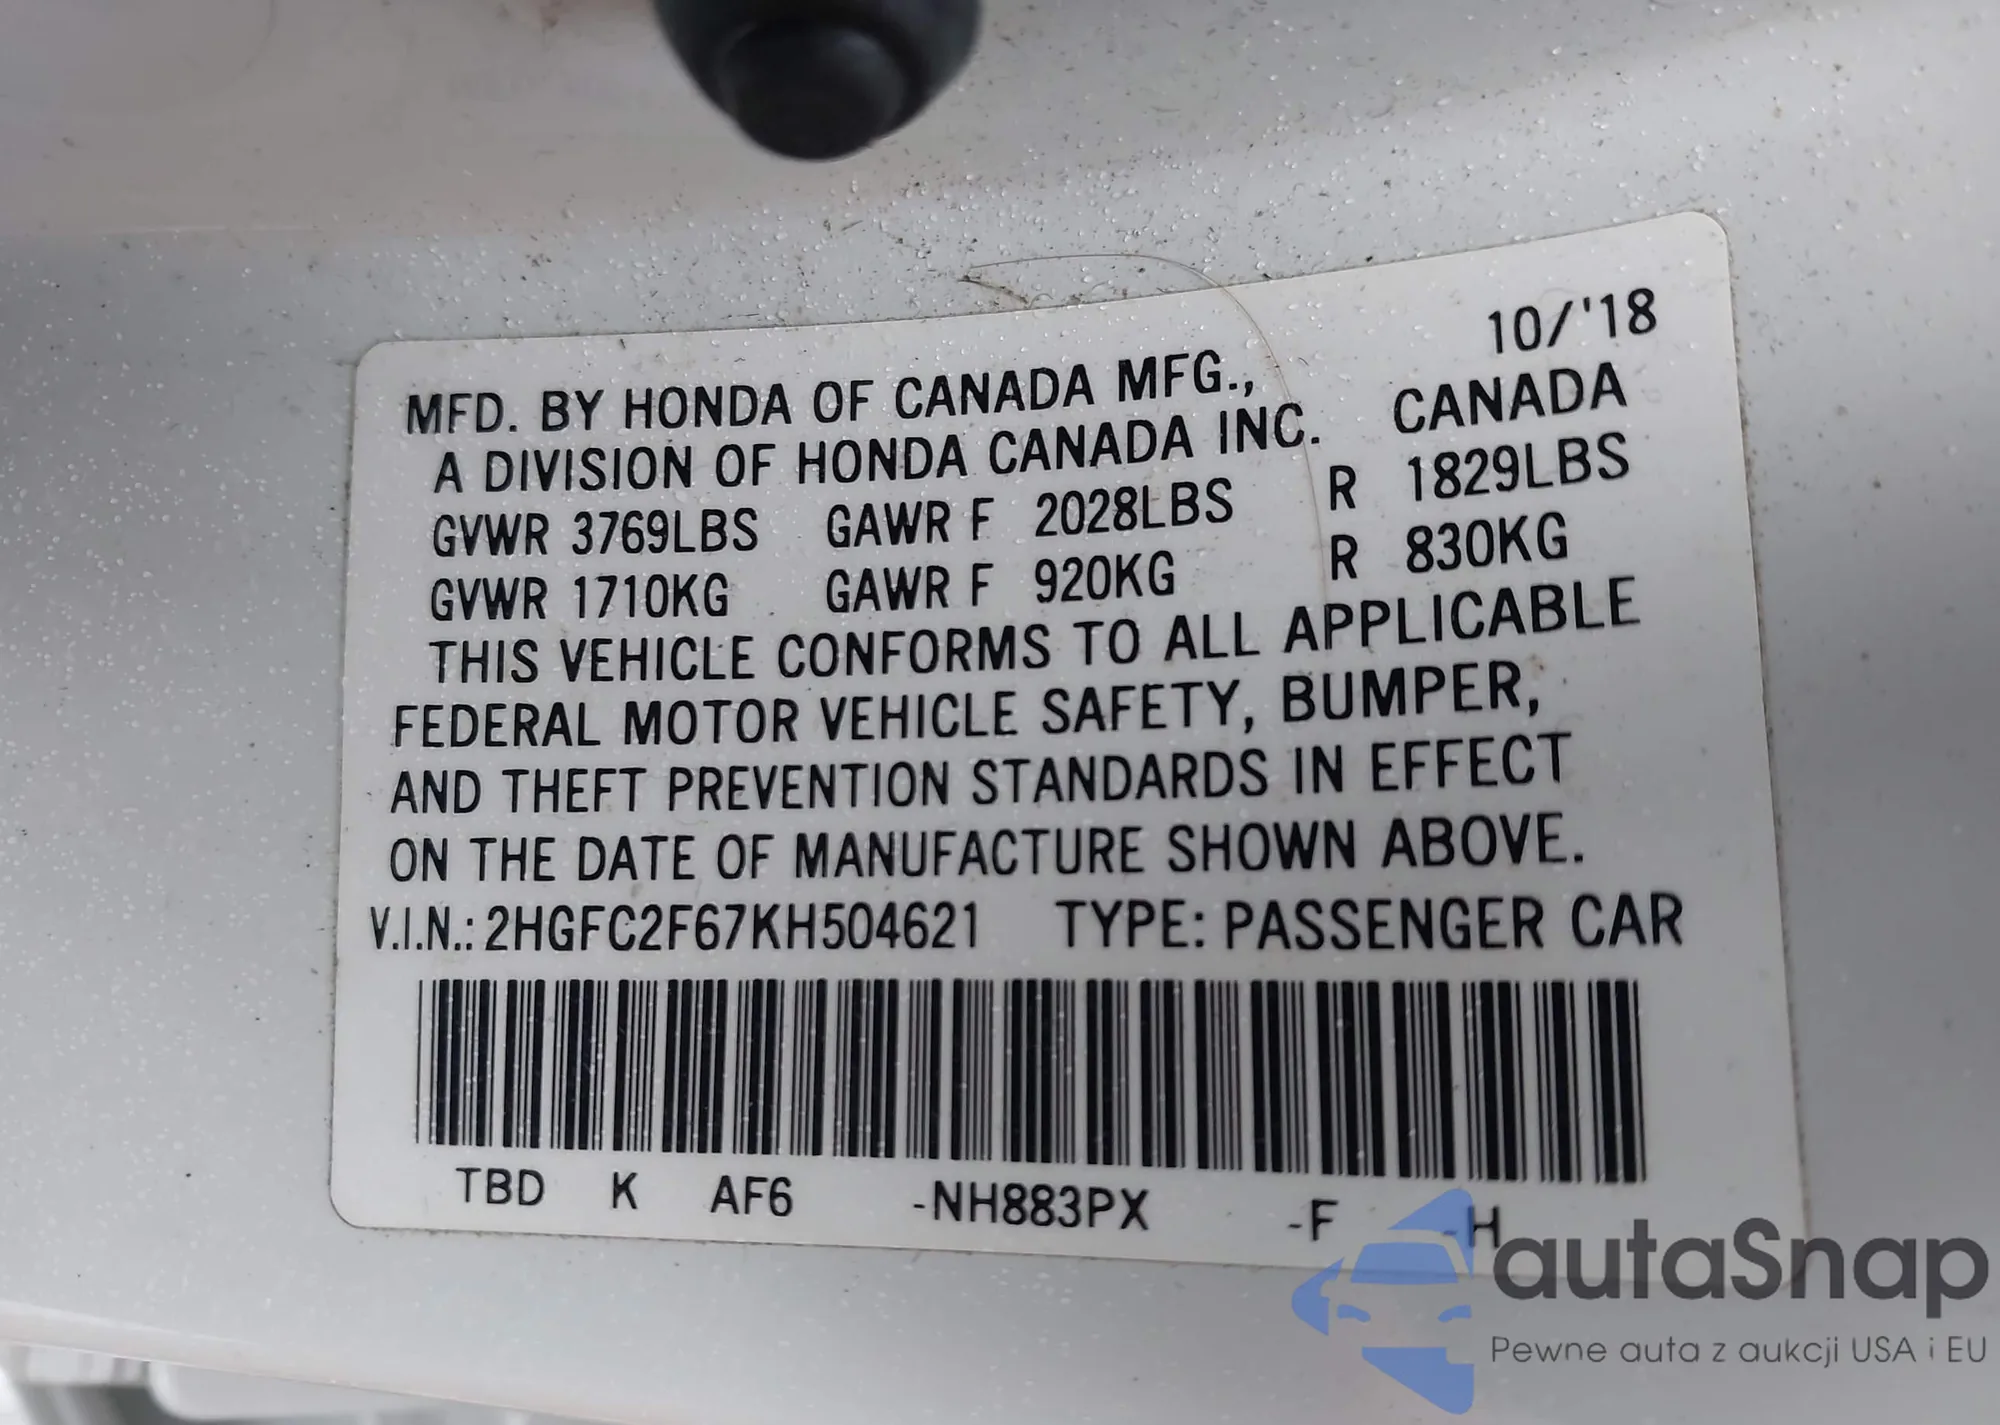 10/'18
MFD. BY HONDA OF CANADA MFG.,
A DIVISION OF HONDA CANADA INC. CANADA
GVWR 3769LBS GAWR F 2028LBS R 1829LBS
GVWR 1710KG GAWR F 920KG R 830KG
THIS VEHICLE CONFORMS TO ALL APPLICABLE
FEDERAL MOTOR VEHICLE SAFETY, BUMPER,
AND THEFT PREVENTION STANDARDS IN EFFECT
ON THE DATE OF MANUFACTURE SHOWN ABOVE.
V.I.N.: 2HGFC2F67KH504621 TYPE: PASSENGER CAR
TBD K AF6 -NH883PX -F -H
autaSnap
Pewne auta z aukcji USA i EU